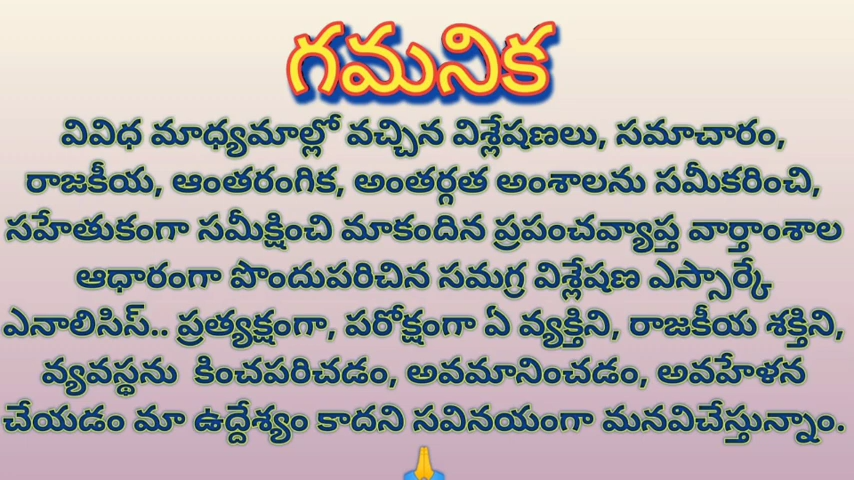 గమనిక
వివిధ మాధ్యమాల్లో వచ్చిన విశ్లేషణలు, సమాచారం,
రాజకీయ, ఆంతరంగిక, అంతర్గత అంశాలను సమీకరించి,
సహేతుకంగా సమీక్షించి మాకందిన ప్రపంచవ్యాప్త వార్తాంశాల
ఆధారంగా పొందుపరిచిన సమగ్ర విశ్లేషణ ఎస్సార్కే
ఎనాలిసిస్.. ప్రత్యక్షంగా, పరోక్షంగా ఏ వ్యక్తిని, రాజకీయ శక్తిని,
వ్యవస్థను కించపరిచడం, అవమానించడం, అవహేళన
చేయడం మా ఉద్దేశ్యం కాదని సవినయంగా మనవిచేస్తున్నాం.
🙏